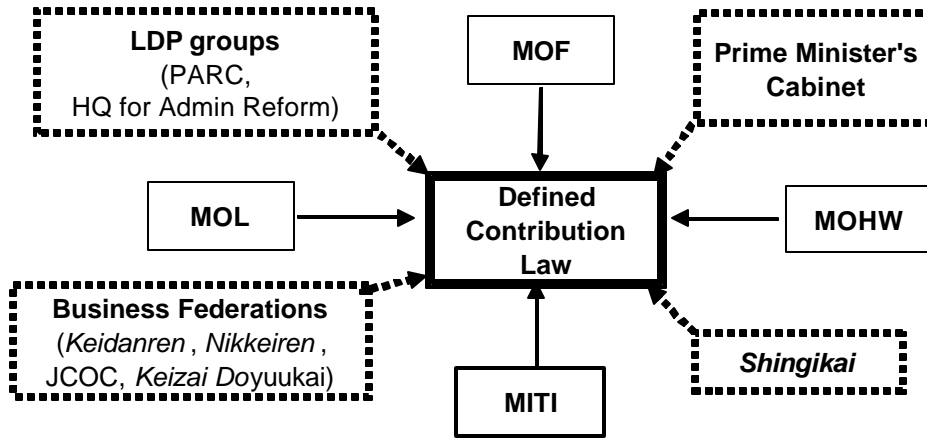 LDP groups
(PARC,
HQ for Admin Reform)
MOF
Prime Minister's
Cabinet
MOL
Defined
Contribution
Law
MOHW
Business Federations
(Keidanren, Nikkeiren,
JCOC, Keizai Doyuukai)
MITI
Shingikai